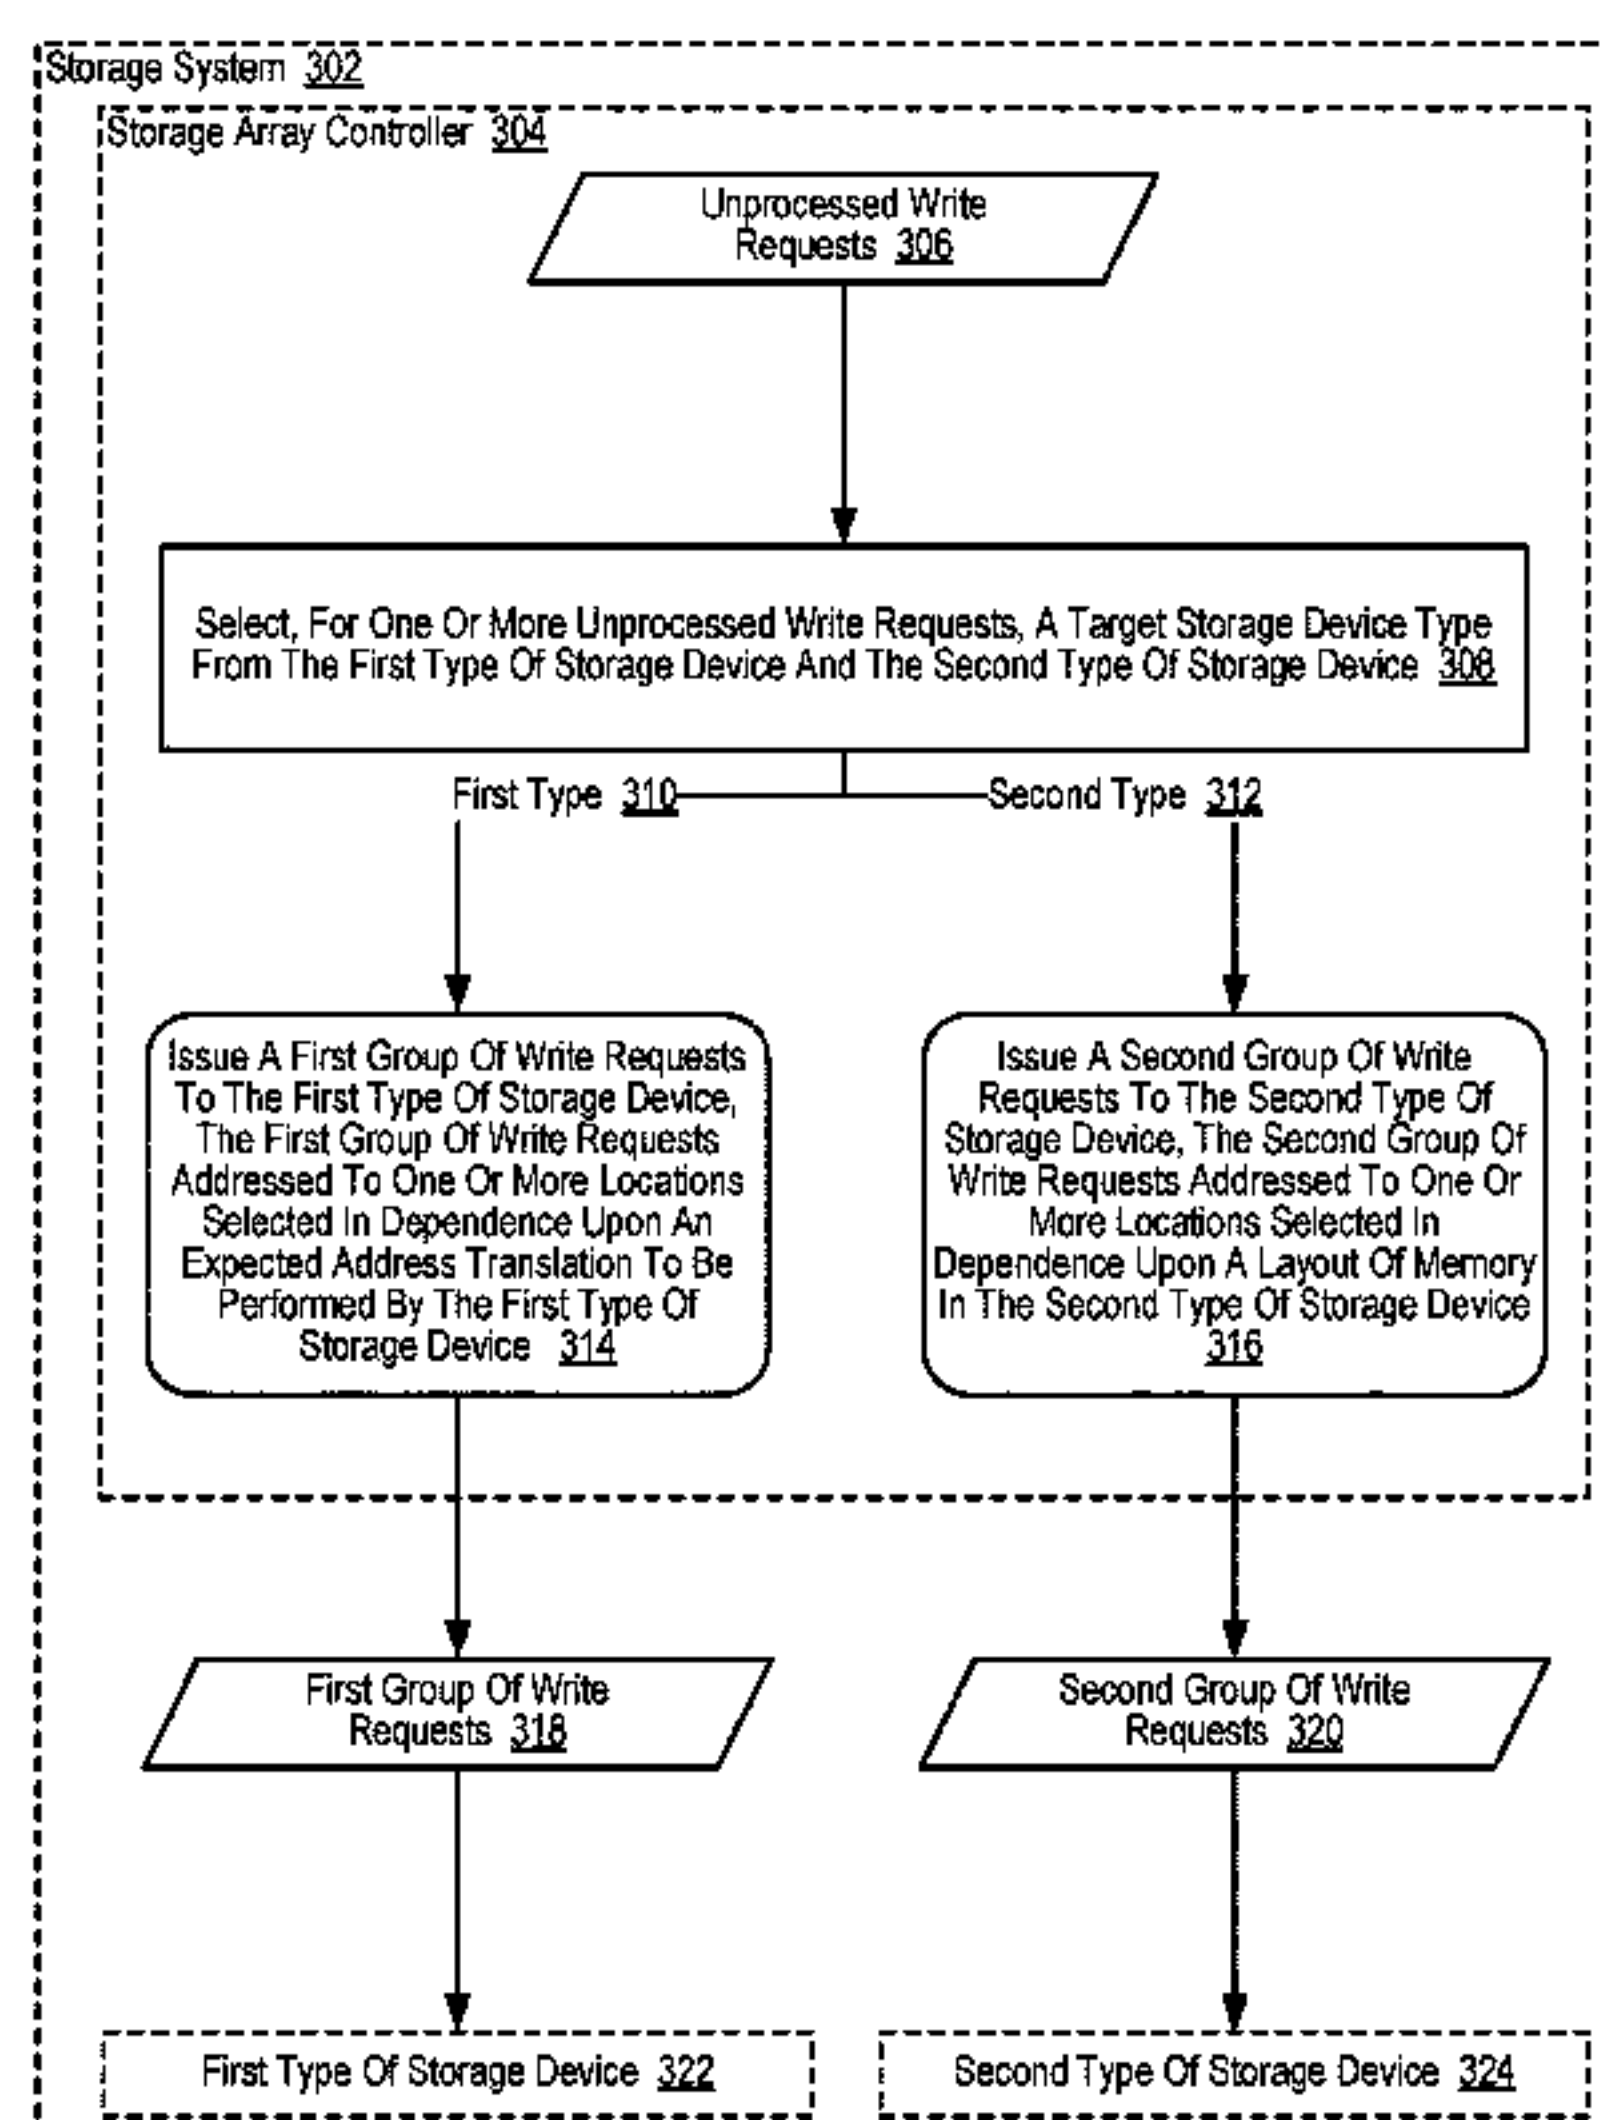 Storage System 302
Storage Array Controller 304
Unprocessed Write
Requests 306
Select, For One Or More Unprocessed Write Requests, A Target Storage Device Type
From The First Type Of Storage Device And The Second Type Of Storage Device 308
First Type 310
Second Type 312
Issue A First Group Of Write Requests
To The First Type Of Storage Device,
The First Group Of Write Requests
Addressed To One Or More Locations
Selected In Dependence Upon An
Expected Address Translation To Be
Performed By The First Type Of
Storage Device 314
Issue A Second Group Of Write
Requests To The Second Type Of
Storage Device, The Second Group Of
Write Requests Addressed To One Or
More Locations Selected In
Dependence Upon A Layout Of Memory
In The Second Type Of Storage Device
316
First Group Of Write
Requests 318
Second Group Of Write
Requests 320
First Type Of Storage Device 322
Second Type Of Storage Device 324